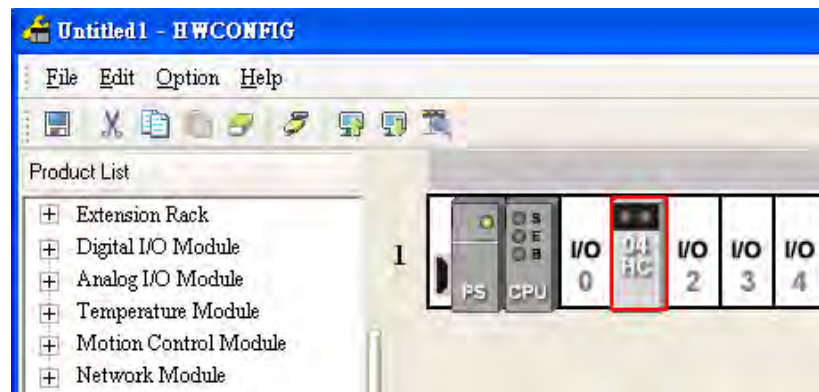 Untitled1 - HWCONFIG
File Edit Option Help
Product List
Extension Rack
Digital I/O Module
Analog I/O Module
Temperature Module
Motion Control Module
Network Module
1
PS
S
E
B
CPU
I/O
0
04
HC
I/O
2
I/O
3
I/O
4